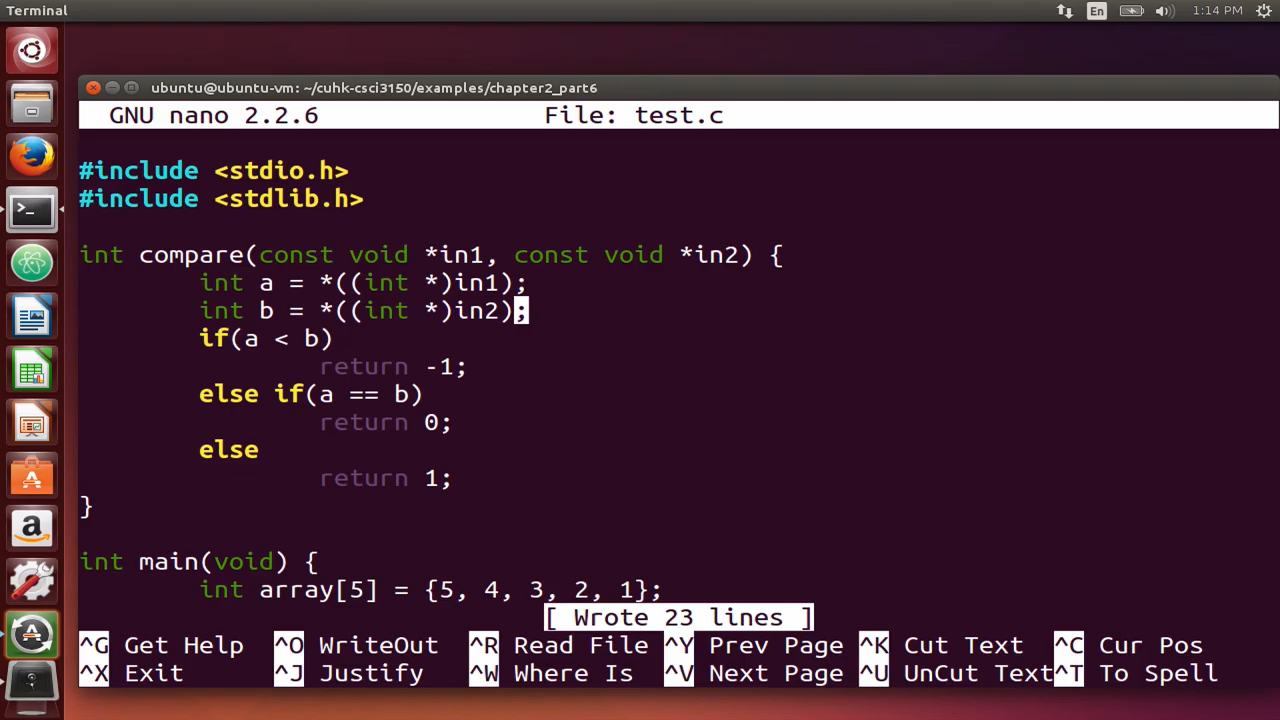 Terminal
En
1:14 PM
ubuntu@ubuntu-vm: ~/cuhk-csci3150/examples/chapter2_part6
GNU nano 2.2.6 File: test.c
#include <stdio.h>
#include <stdlib.h>
int compare(const void *in1, const void *in2) {
int a = *((int *)in1);
int b = *((int *)in2);
if(a < b)
return -1;
else if(a == b)
return 0;
else
return 1;
}
int main(void) {
int array[5] = {5, 4, 3, 2, 1};
[ Wrote 23 lines ]
^G Get Help ^O WriteOut ^R Read File ^Y Prev Page ^K Cut Text ^C Cur Pos
^X Exit ^J Justify ^W Where Is ^V Next Page ^U UnCut Text ^T To Spell